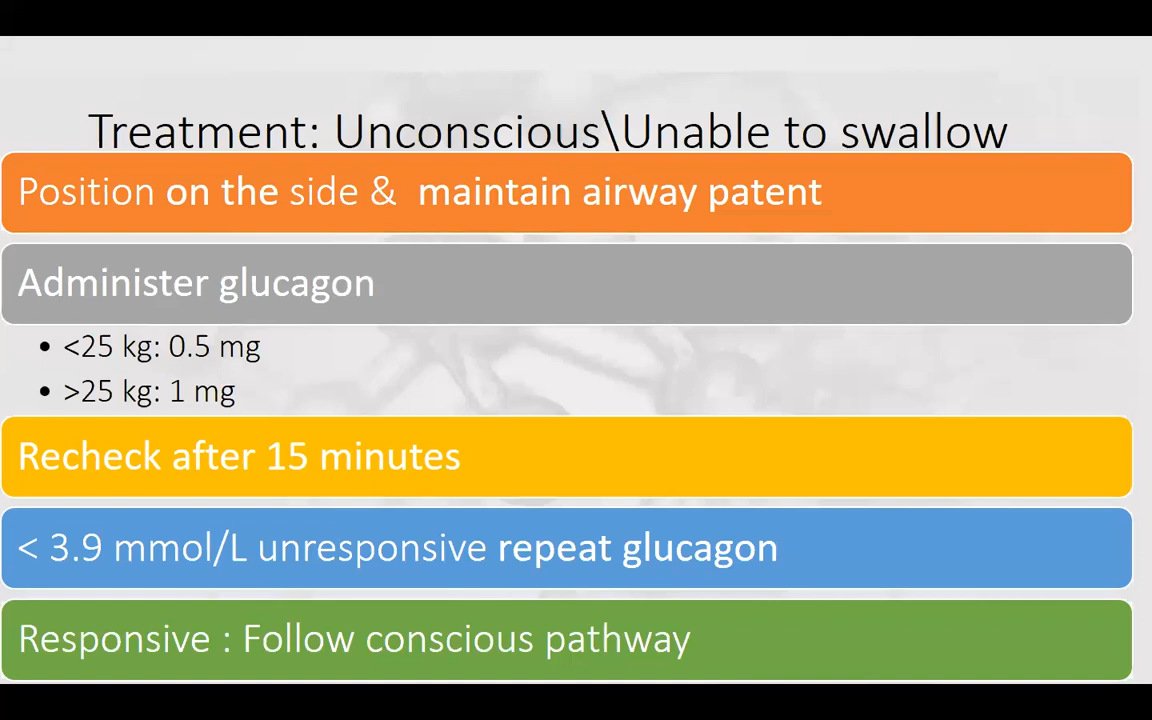 Treatment: Unconscious\Unable to swallow
Position on the side & maintain airway patent
Administer glucagon
• <25 kg: 0.5 mg
• >25 kg: 1 mg
Recheck after 15 minutes
< 3.9 mmol/L unresponsive repeat glucagon
Responsive : Follow conscious pathway